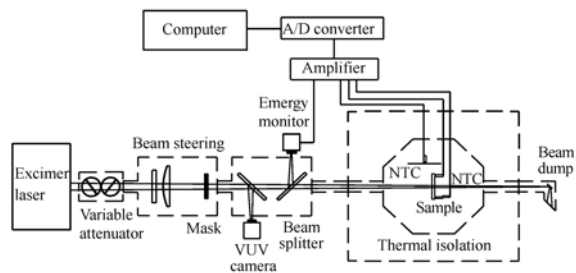 Computer
A/D converter
Amplifier
Emergy
monitor
Beam steering
Excimer
laser
Variable
attenuator
Mask
VUV
camera
Beam
splitter
NTC
NTC
Sample
Thermal isolation
Beam
dump